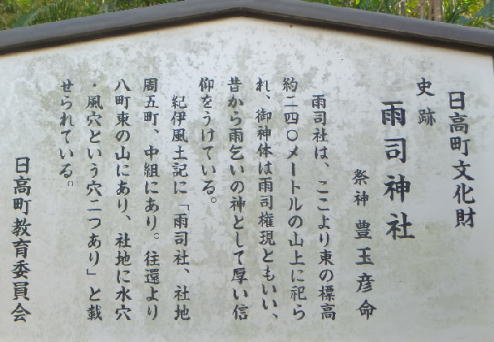 日高町文化財
史跡
雨司神社
祭神 豊玉彦命
雨司社は、ここより東の標高
約二四〇メートルの山上に祀ら
れ、御神体は雨司権現ともいい、
昔から雨乞いの神として厚い信
仰をうけている。
紀伊風土記に「雨司社、社地
周五町、中組にあり。往還より
八町東の山にあり、社地に水穴
・風穴という穴二つあり」と載
せられている。
日高町教育委員会